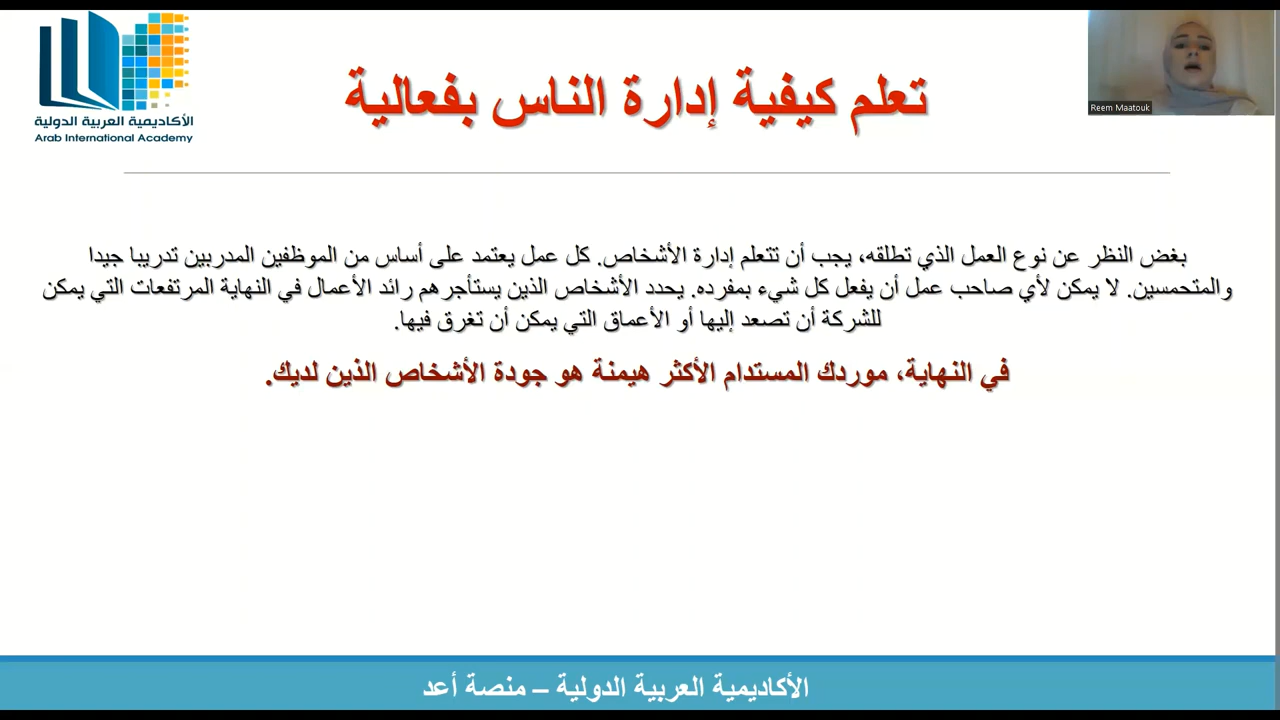 الأكاديمية العربية الدولية
Arab International Academy
تعلم كيفية إدارة الناس بفعالية
Reem Maatouk
بغض النظر عن نوع العمل الذي تطلقه، يجب أن تتعلم إدارة الأشخاص. كل عمل يعتمد على أساس من الموظفين المدربين تدريبا جيدا
والمتحمسين. لا يمكن لأي صاحب عمل أن يفعل كل شيء بمفرده. يحدد الأشخاص الذين يستأجرهم رائد الأعمال في النهاية المرتفعات التي يمكن
للشركة أن تصعد إليها أو الأعماق التي يمكن أن تغرق فيها.
في النهاية، موردك المستدام الأكثر هيمنة هو جودة الأشخاص الذين لديك.
الأكاديمية العربية الدولية – منصة أعد